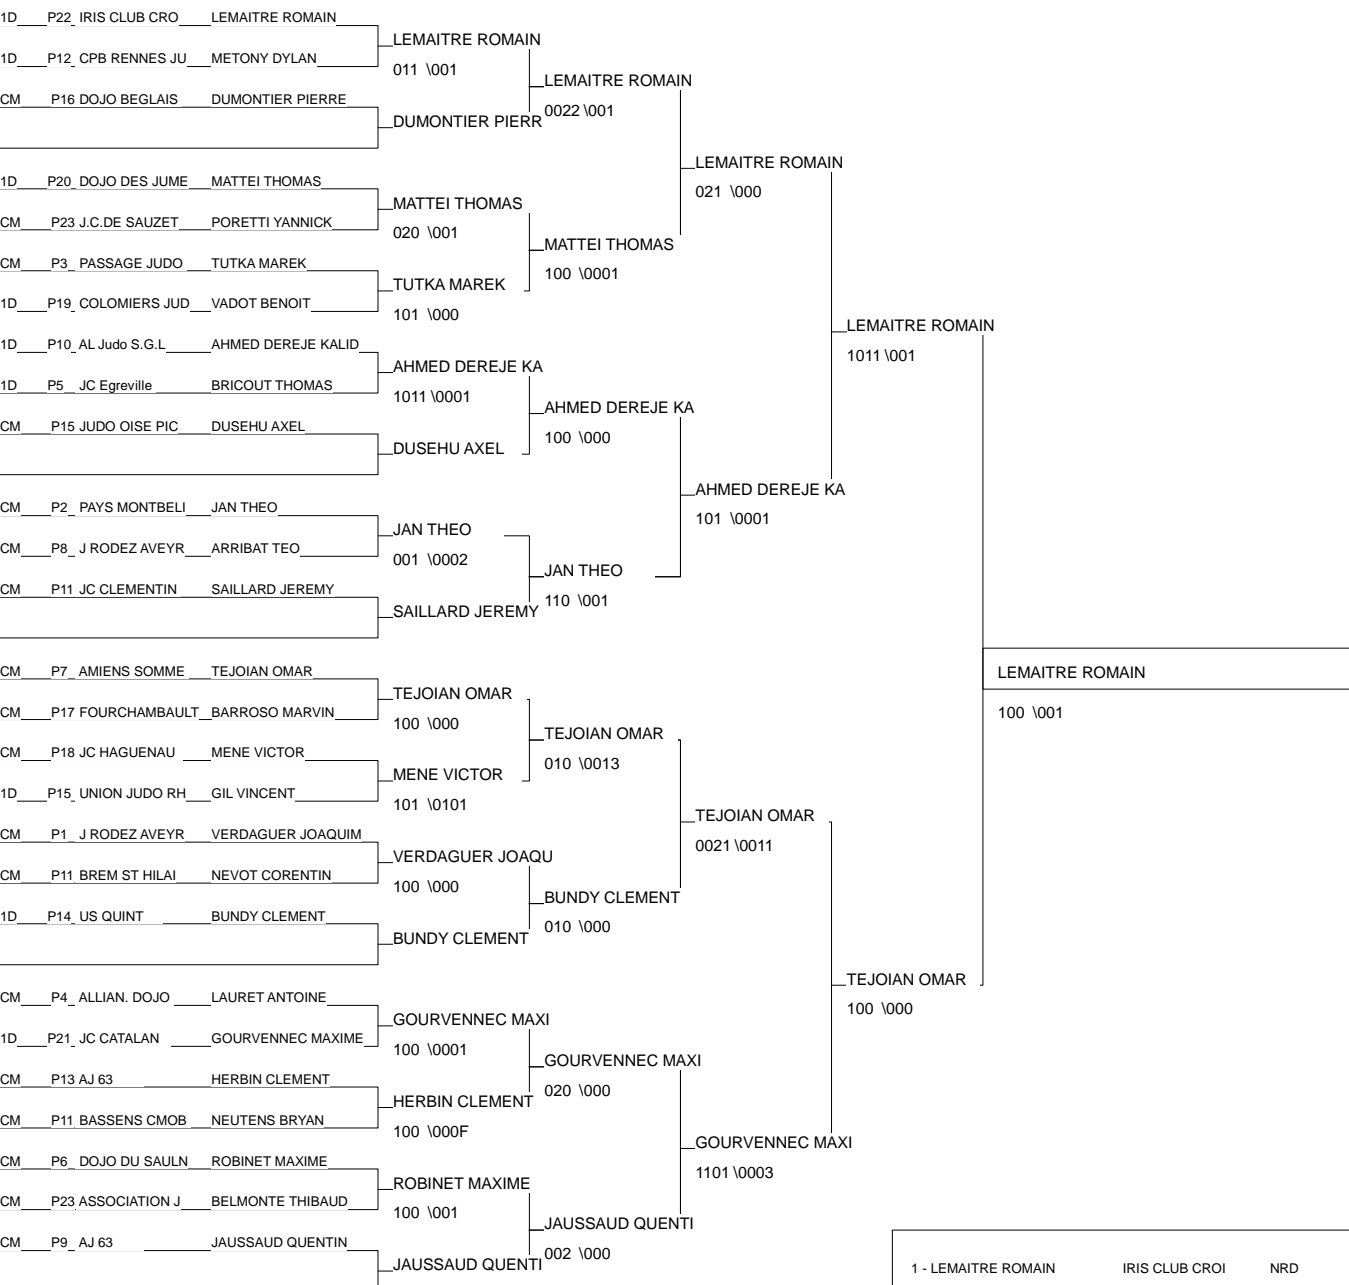 1D P22 IRIS CLUB CRO LEMAITRE ROMAIN
LEMAITRE ROMAIN
1D P12 CPB RENNES JU METONY DYLAN
011 \001
LEMAITRE ROMAIN
CM P16 DOJO BEGLAIS DUMONTIER PIERRE
0022 \001
DUMONTIER PIERR
LEMAITRE ROMAIN
1D P20 DOJO DES JUME MATTEI THOMAS
021 \000
MATTEI THOMAS
CM P23 J.C.DE SAUZET PORETTI YANNICK
020 \001
MATTEI THOMAS
CM P3 PASSAGE JUDO TUTKA MAREK
100 \0001
TUTKA MAREK
1D P19 COLOMIERS JUD VADOT BENOIT
101 \000
LEMAITRE ROMAIN
1D P10 AL Judo S.G.L AHMED DEREJE KALID
1011 \001
AHMED DEREJE KA
1D P5 JC Egreville BRICOUT THOMAS
1011 \0001
AHMED DEREJE KA
CM P15 JUDO OISE PIC DUSEHU AXEL
100 \000
DUSEHU AXEL
AHMED DEREJE KA
CM P2 PAYS MONTBELI JAN THEO
101 \0001
JAN THEO
CM P8 J RODEZ AVEYR ARRIBAT TEO
001 \0002
JAN THEO
CM P11 JC CLEMENTIN SAILLARD JEREMY
110 \001
SAILLARD JEREMY
CM P7 AMIENS SOMME TEJOIAN OMAR
LEMAITRE ROMAIN
TEJOIAN OMAR
CM P17 FOURCHAMBAULT BARROSO MARVIN
100 \001
100 \000
TEJOIAN OMAR
CM P18 JC HAGUENAU MENE VICTOR
010 \0013
MENE VICTOR
1D P15 UNION JUDO RH GIL VINCENT
101 \0101
TEJOIAN OMAR
CM P1 J RODEZ AVEYR VERDAGUER JOAQUIM
0021 \0011
VERDAGUER JOAQU
CM P11 BREM ST HILAI NEVOT CORENTIN
100 \000
BUNDY CLEMENT
1D P14 US QUINT BUNDY CLEMENT
010 \000
BUNDY CLEMENT
TEJOIAN OMAR
CM P4 ALLIAN. DOJO LAURET ANTOINE
100 \000
GOURVENNEC MAXI
1D P21 JC CATALAN GOURVENNEC MAXIME
100 \0001
GOURVENNEC MAXI
CM P13 AJ 63 HERBIN CLEMENT
020 \000
HERBIN CLEMENT
CM P11 BASSENS CMOB NEUTENS BRYAN
100 \000F
GOURVENNEC MAXI
CM P6 DOJO DU SAULN ROBINET MAXIME
1101 \0003
ROBINET MAXIME
CM P23 ASSOCIATION J BELMONTE THIBAUD
100 \001
JAUSSAUD QUENTI
CM P9 AJ 63 JAUSSAUD QUENTIN
002 \000
JAUSSAUD QUENTI
1 - LEMAITRE ROMAIN IRIS CLUB CROI NRD